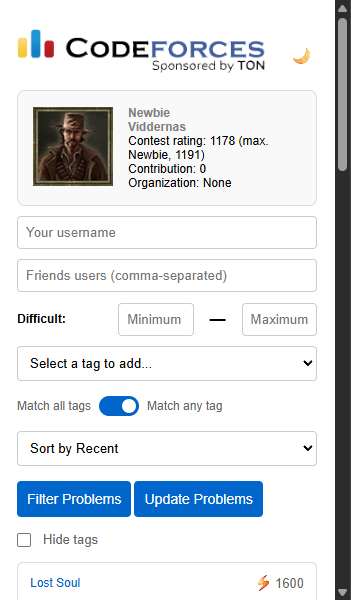 CODEFORCES
Sponsored by TON
Newbie
Viddernas
Contest rating: 1178 (max.
Newbie, 1191)
Contribution: 0
Organization: None
Your username
Friends users (comma-separated)
Difficult: Minimum — Maximum
Select a tag to add...
Match all tags Match any tag
Sort by Recent
Filter Problems Update Problems
Hide tags
Lost Soul ⚡ 1600